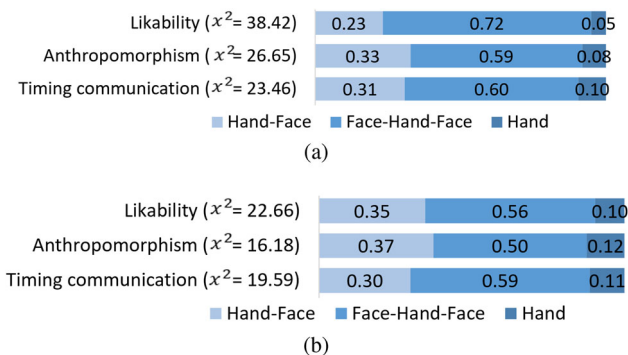 Likability (x²= 38.42) 0.23 0.72 0.05
Anthropomorphism (x²= 26.65) 0.33 0.59 0.08
Timing communication (x²= 23.46) 0.31 0.60 0.10
Hand-Face Face-Hand-Face Hand
(a)
Likability (x²= 22.66) 0.35 0.56 0.10
Anthropomorphism (x²= 16.18) 0.37 0.50 0.12
Timing communication (x²= 19.59) 0.30 0.59 0.11
Hand-Face Face-Hand-Face Hand
(b)